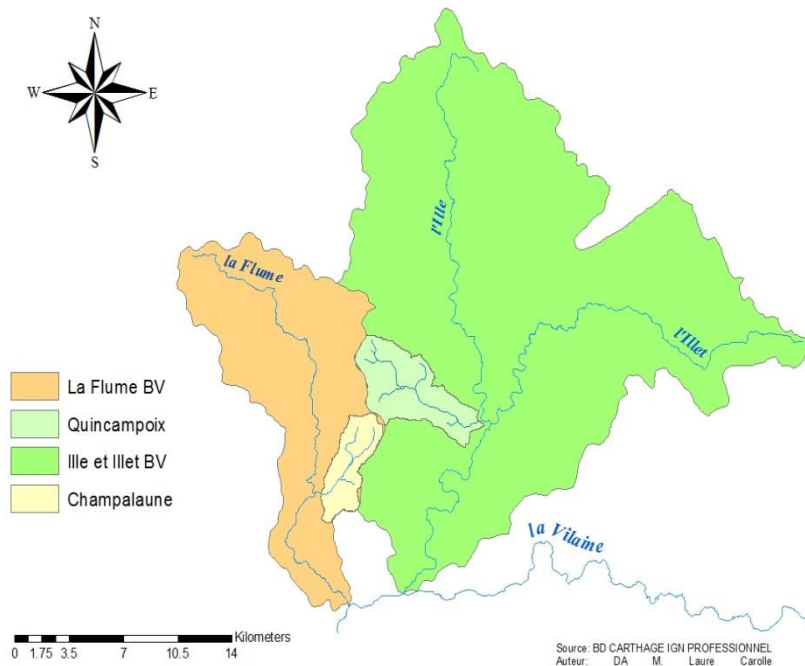 N
W E
S
l'Ille
la Flume
l'Illet
La Flume BV
Quincampoix
Ille et Illet BV
Champalaune
la Vilaine
Kilometers
0 1.75 3.5 7 10.5 14
Source: BD CARTHAGE IGN PROFESSIONNEL
Auteur: DA M. Laure Carolle